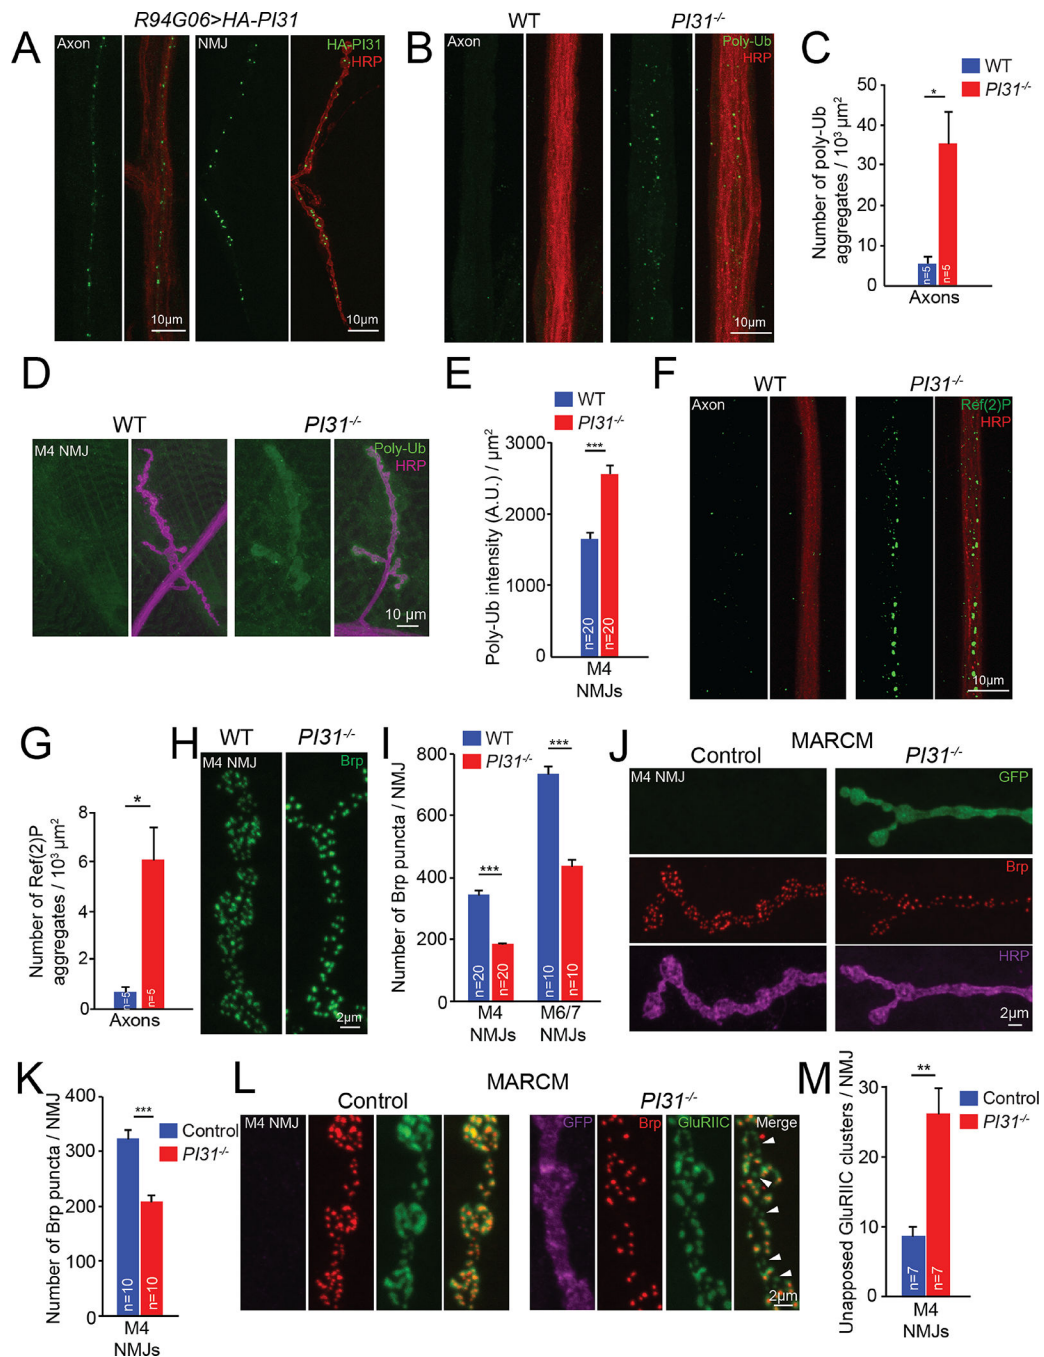 R94G06>HA-PI31
A
Axon
NMJ
HA-PI31
HRP
10µm
10µm
B
WT
PI31-/-
Axon
Poly-Ub
HRP
10µm
C
WT
PI31-/-
Number of poly-Ub
aggregates / 10³ µm²
50
40
30
20
10
0
*
n=5
n=5
Axons
D
WT
PI31-/-
M4 NMJ
Poly-Ub
HRP
10 µm
E
WT
PI31-/-
Poly-Ub intensity (A.U.) / µm²
3000
2000
1000
0
***
n=20
n=20
M4
NMJs
F
WT
PI31-/-
Axon
Ref(2)P
HRP
10µm
G
Number of Ref(2)P
aggregates / 10³ µm²
8
6
4
2
0
*
n=5
n=5
Axons
H
WT
PI31-/-
M4 NMJ
Brp
2µm
I
WT
PI31-/-
Number of Brp puncta / NMJ
800
600
400
200
0
***
***
n=20
n=20
n=10
n=10
M4
NMJs
M6/7
NMJs
J
MARCM
Control
PI31-/-
M4 NMJ
GFP
Brp
HRP
2µm
K
Number of Brp puncta / NMJ
400
300
200
100
0
***
Control
PI31-/-
n=10
n=10
M4
NMJs
L
MARCM
Control
PI31-/-
M4 NMJ
GFP
Brp
GluRIIC
Merge
2µm
M
Unapposed GluRIIC clusters / NMJ
30
20
10
0
**
Control
PI31-/-
n=7
n=7
M4
NMJs